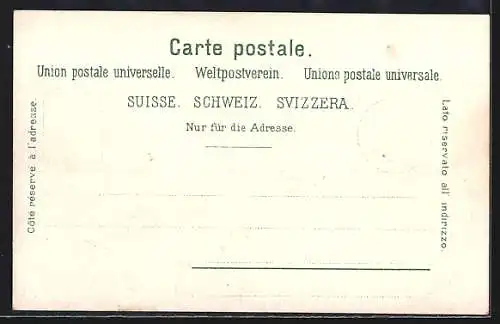 Carte postale.
Union postale universelle. Weltpostverein. Unione postale universale.
SUISSE. SCHWEIZ. SVIZZERA.
Nur für die Adresse.
Côté réservé à l'adresse.
Lato riservato all' indirizzo.